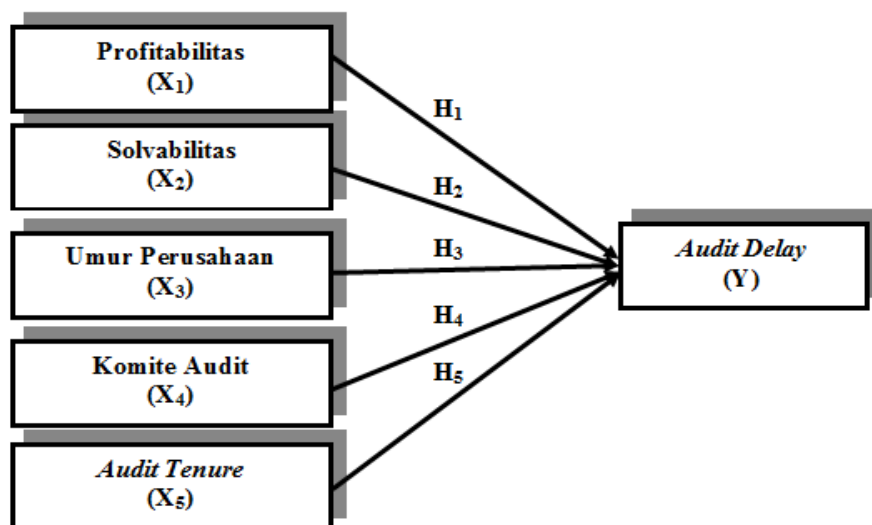 Profitabilitas
(X₁)
H₁
Solvabilitas
(X₂)
H₂
Umur Perusahaan
(X₃)
H₃
Audit Delay
(Y)
Komite Audit
(X₄)
H₄
Audit Tenure
(X₅)
H₅